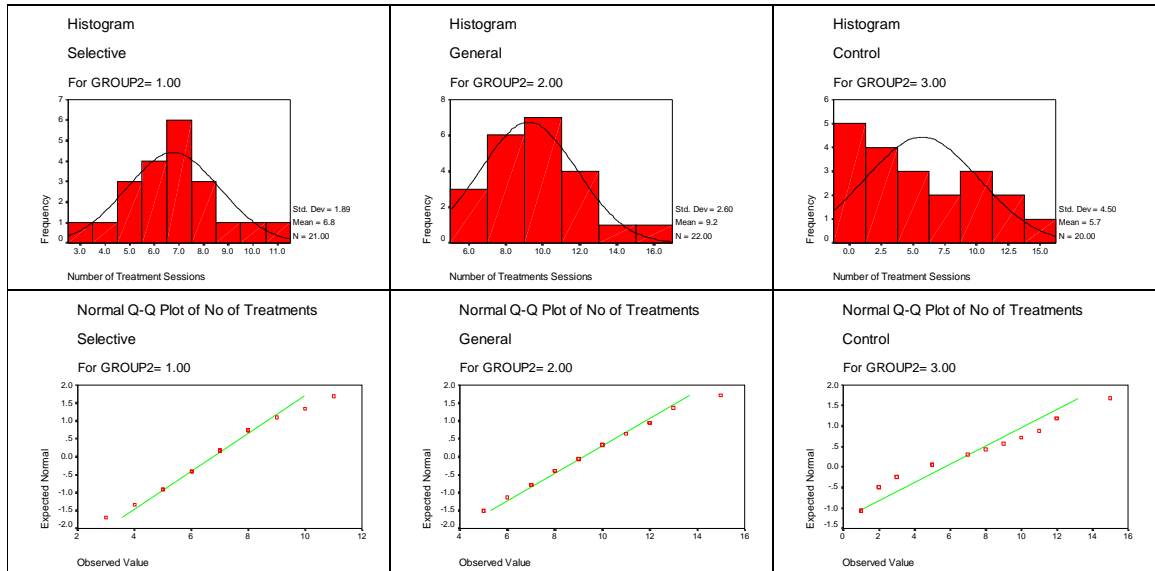 Histogram
Selective
For GROUP2= 1.00
7
6
5
4
3
2
1
0
Frequency
3.0 4.0 5.0 6.0 7.0 8.0 9.0 10.0 11.0
Std. Dev = 1.89
Mean = 6.8
N = 21.00
Number of Treatment Sessions
Histogram
General
For GROUP2= 2.00
8
6
4
2
0
Frequency
6.0 8.0 10.0 12.0 14.0 16.0
Std. Dev = 2.60
Mean = 9.2
N = 22.00
Number of Treatments Sessions
Histogram
Control
For GROUP2= 3.00
6
5
4
3
2
1
0
Frequency
0.0 2.5 5.0 7.5 10.0 12.5 15.0
Std. Dev = 4.50
Mean = 5.7
N = 20.00
Number of Treatment Sessions
Normal Q-Q Plot of No of Treatments
Selective
For GROUP2= 1.00
2.0
1.5
1.0
.5
0.0
-.5
-1.0
-1.5
-2.0
Expected Normal
2 4 6 8 10 12
Observed Value
Normal Q-Q Plot of No of Treatments
General
For GROUP2= 2.00
2.0
1.5
1.0
.5
0.0
-.5
-1.0
-1.5
-2.0
Expected Normal
4 6 8 10 12 14 16
Observed Value
Normal Q-Q Plot of No of Treatments
Control
For GROUP2= 3.00
2.0
1.5
1.0
.5
0.0
-.5
-1.0
-1.5
Expected Normal
0 2 4 6 8 10 12 14 16
Observed Value